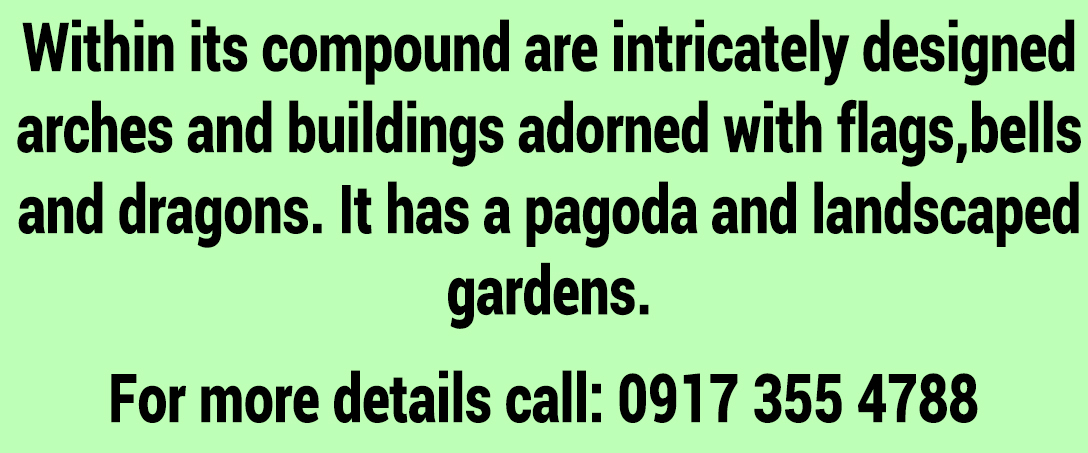 Within its compound are intricately designed
arches and buildings adorned with flags,bells
and dragons. It has a pagoda and landscaped
gardens.
For more details call: 0917 355 4788